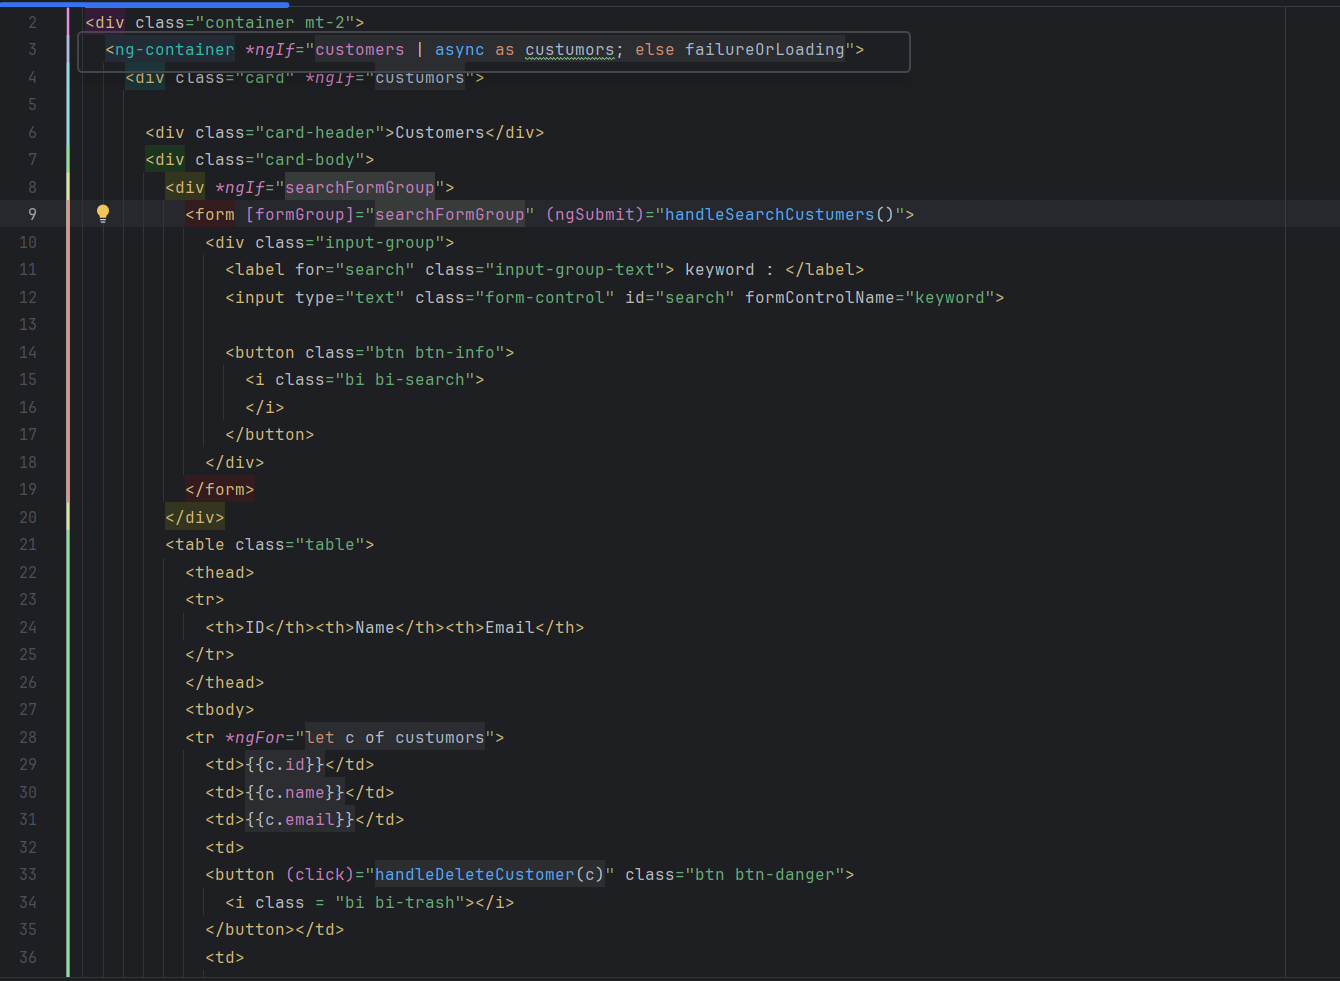 2 <div class="container mt-2">
3 <ng-container *ngIf="customers | async as custumors; else failureOrLoading">
4 <div class="card" *ngIf="custumors">
5
6 <div class="card-header">Customers</div>
7 <div class="card-body">
8 <div *ngIf="searchFormGroup">
9 <form [formGroup]="searchFormGroup" (ngSubmit)="handleSearchCustumers()">
10 <div class="input-group">
11 <label for="search" class="input-group-text"> keyword : </label>
12 <input type="text" class="form-control" id="search" formControlName="keyword">
13
14 <button class="btn btn-info">
15 <i class="bi bi-search">
16 </i>
17 </button>
18 </div>
19 </form>
20 </div>
21 <table class="table">
22 <thead>
23 <tr>
24 <th>ID</th><th>Name</th><th>Email</th>
25 </tr>
26 </thead>
27 <tbody>
28 <tr *ngFor="let c of custumors">
29 <td>{{c.id}}</td>
30 <td>{{c.name}}</td>
31 <td>{{c.email}}</td>
32 <td>
33 <button (click)="handleDeleteCustomer(c)" class="btn btn-danger">
34 <i class = "bi bi-trash"></i>
35 </button></td>
36 <td>